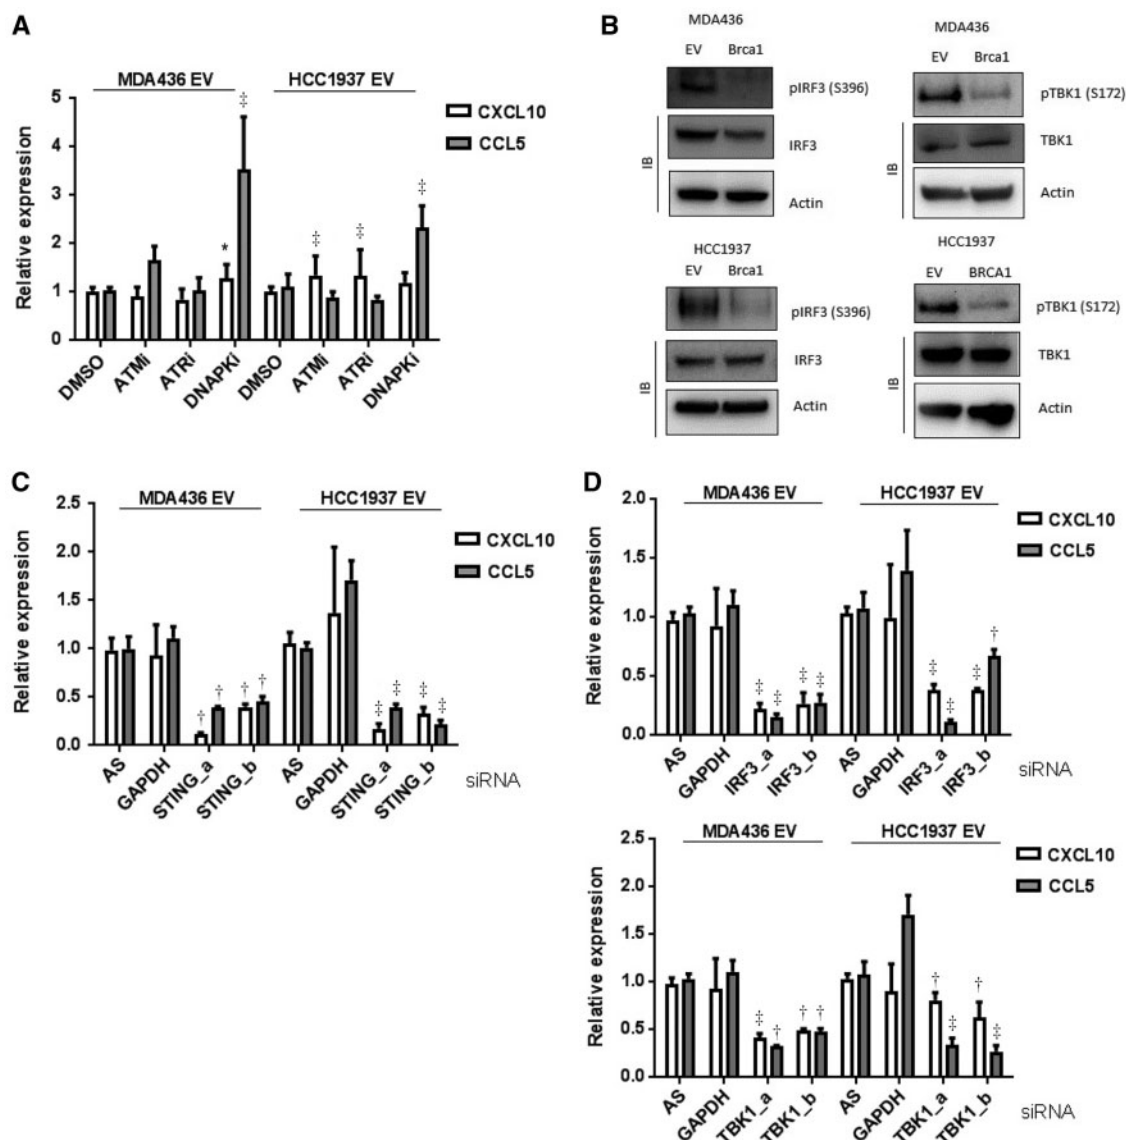 A
MDA436 EV
HCC1937 EV
CXCL10
CCL5
Relative expression
5
4
3
2
1
0
‡
*
‡
‡
‡
DMSO
ATMi
ATRi
DNAPKi
DMSO
ATMi
ATRi
DNAPKi
B
MDA436
EV Brca1
pIRF3 (S396)
IRF3
Actin
IB
MDA436
EV Brca1
pTBK1 (S172)
TBK1
Actin
IB
HCC1937
EV Brca1
pIRF3 (S396)
IRF3
Actin
IB
HCC1937
EV BRCA1
pTBK1 (S172)
TBK1
Actin
IB
C
MDA436 EV
HCC1937 EV
CXCL10
CCL5
Relative expression
2.5
2.0
1.5
1.0
0.5
0.0
† † † † ‡ ‡ ‡ ‡
AS
GAPDH
STING_a
STING_b
AS
GAPDH
STING_a
STING_b
siRNA
D
MDA436 EV
HCC1937 EV
CXCL10
CCL5
Relative expression
2.0
1.5
1.0
0.5
0.0
‡ ‡ ‡ ‡ ‡ ‡ ‡ †
AS
GAPDH
IRF3_a
IRF3_b
AS
GAPDH
IRF3_a
IRF3_b
siRNA
MDA436 EV
HCC1937 EV
CXCL10
CCL5
Relative expression
2.5
2.0
1.5
1.0
0.5
0.0
‡ † † † † ‡ † ‡
AS
GAPDH
TBK1_a
TBK1_b
AS
GAPDH
TBK1_a
TBK1_b
siRNA